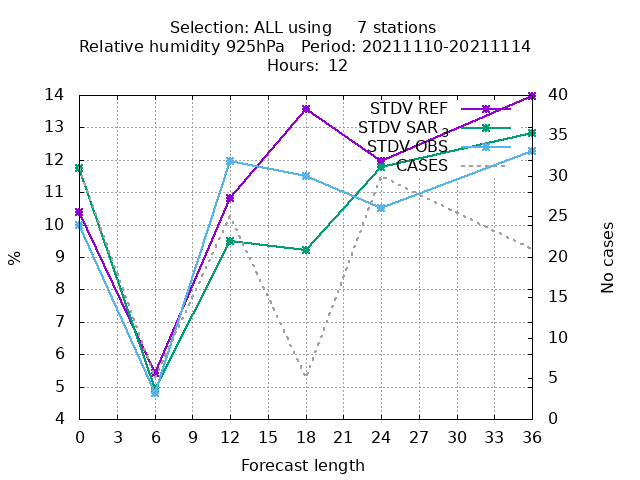 Selection: ALL using 7 stations
Relative humidity 925hPa Period: 20211110-20211114
Hours: 12
14
13
12
11
10
9
8
7
6
5
4
40
35
30
25
20
15
10
5
0
STDV REF
STDV SAR 3
STDV OBS
CASES
%
No cases
0 3 6 9 12 15 18 21 24 27 30 33 36
Forecast length